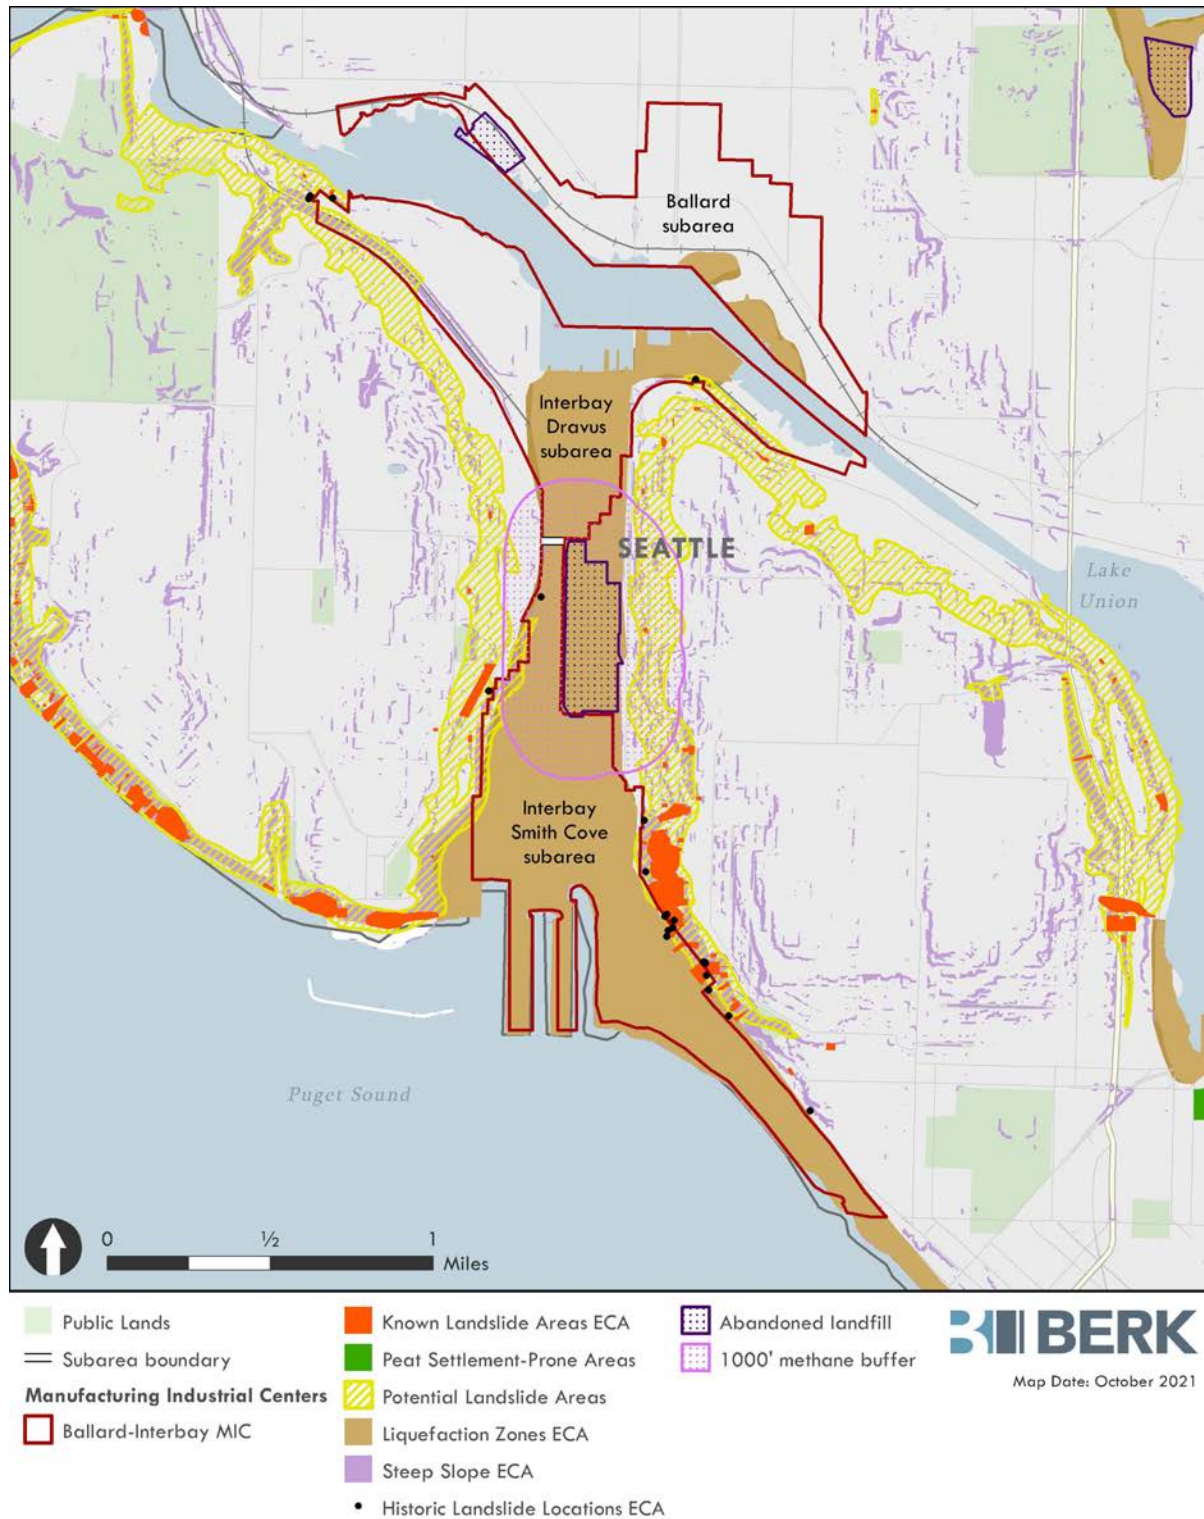 Ballard
subarea
Interbay
Dravus
subarea
SEATTLE
Lake
Union
Interbay
Smith Cove
subarea
Puget Sound
0 ½ 1
Miles
Public Lands
Subarea boundary
Manufacturing Industrial Centers
Ballard-Interbay MIC
Known Landslide Areas ECA
Peat Settlement-Prone Areas
Potential Landslide Areas
Liquefaction Zones ECA
Steep Slope ECA
Historic Landslide Locations ECA
Abandoned landfill
1000' methane buffer
BERK
Map Date: October 2021